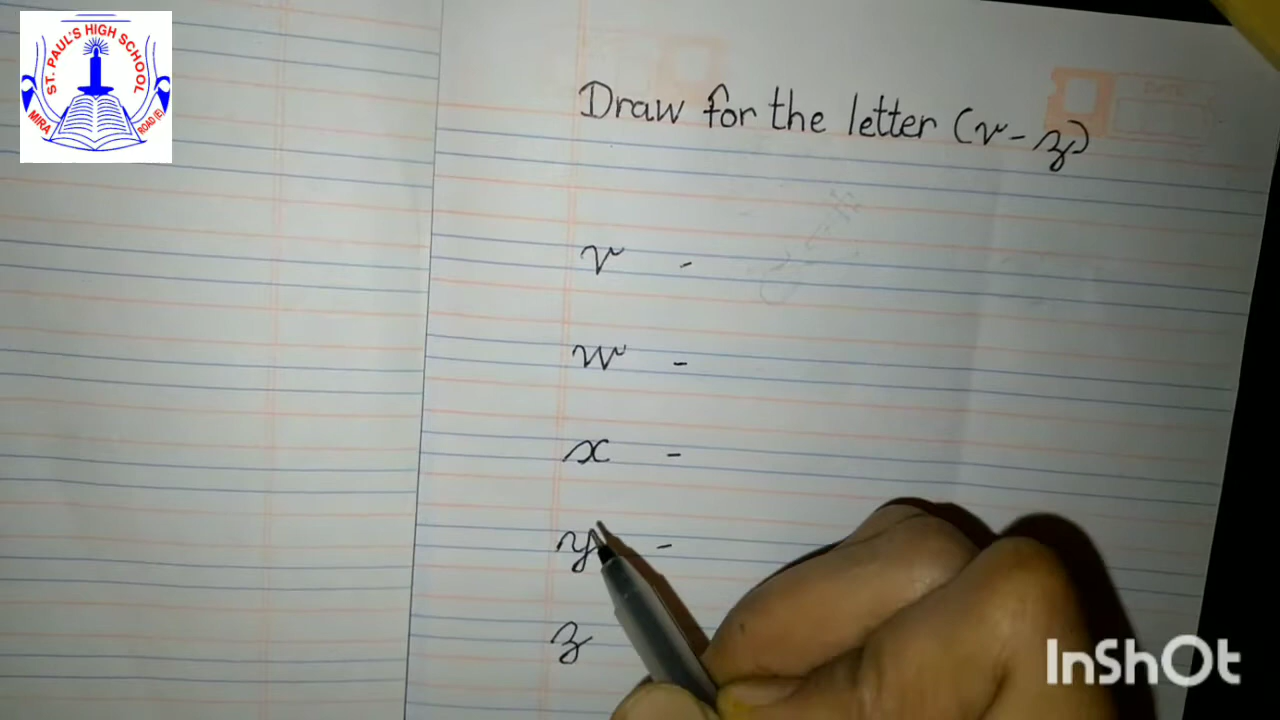 ST. PAUL'S HIGH SCHOOL
MIRA ROAD (E)
Draw for the letter (v - z)
v -
w -
x -
y -
z
InShOt